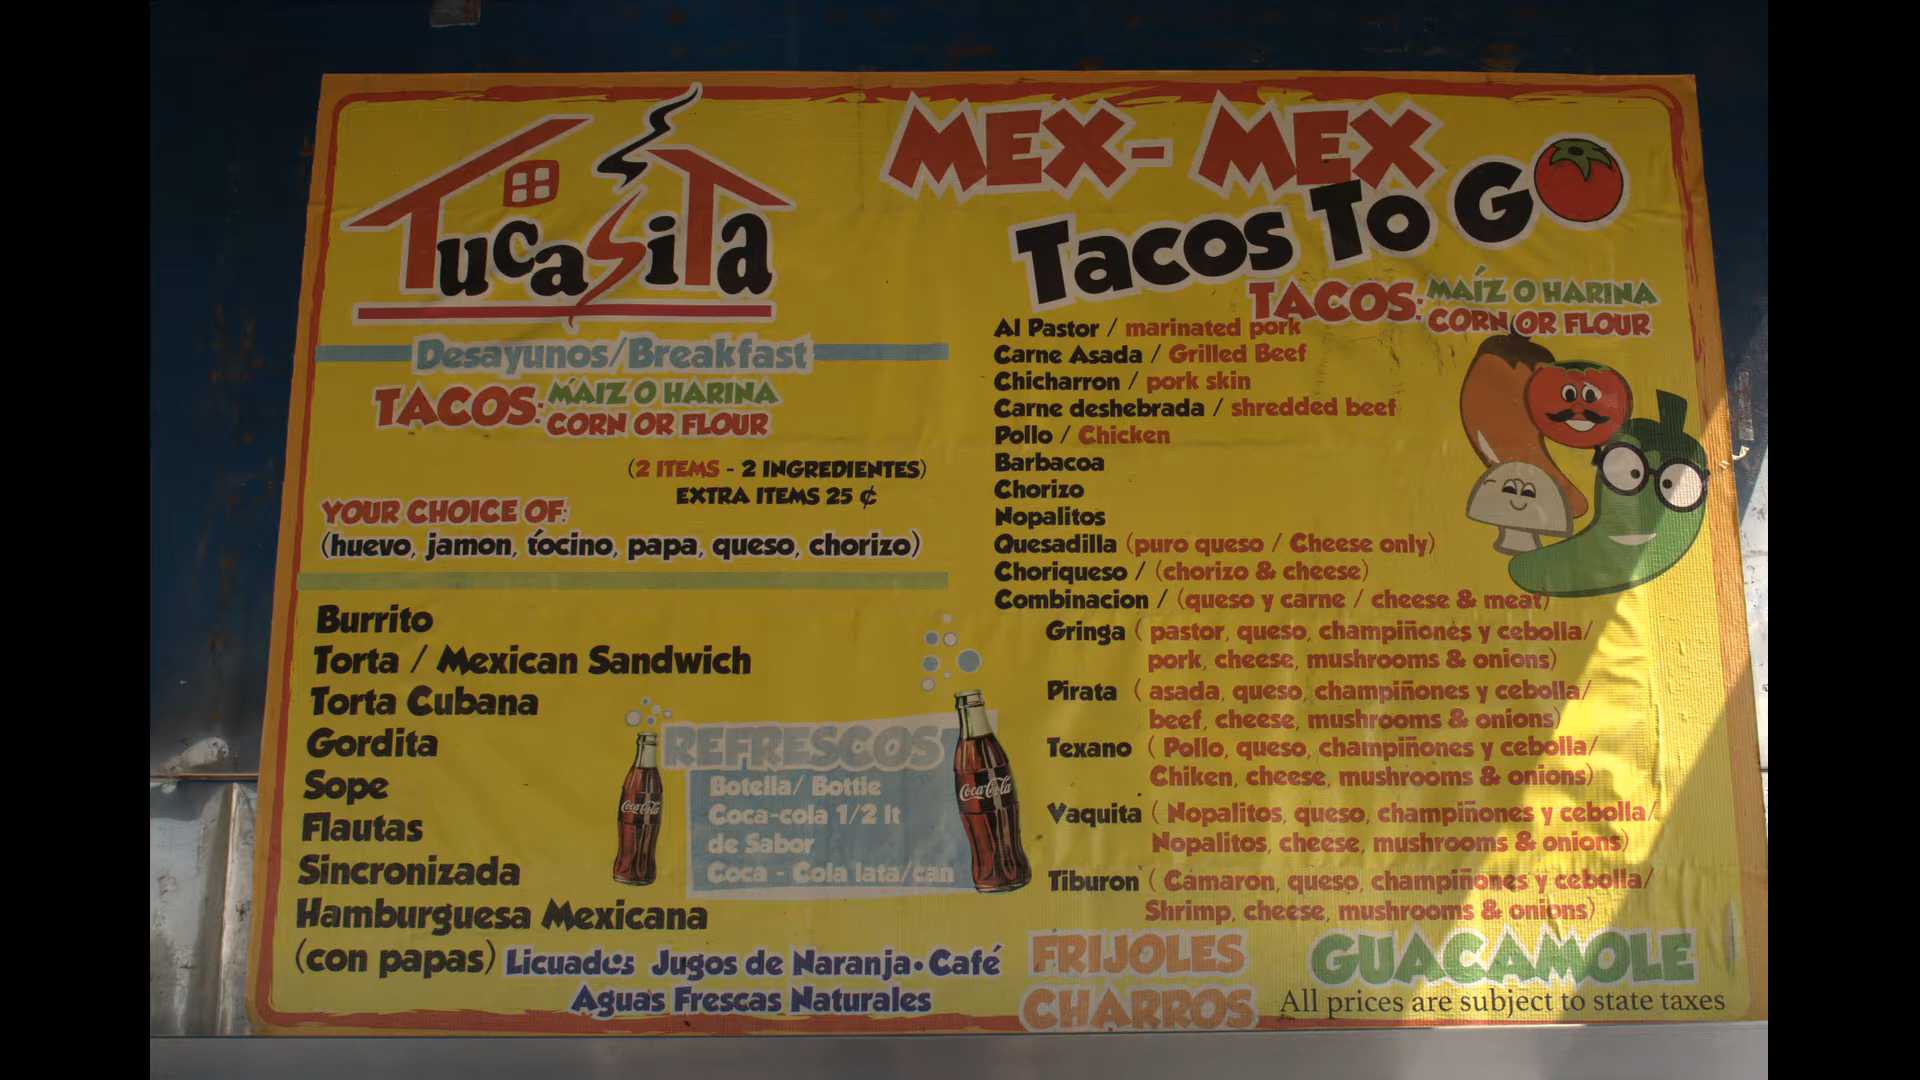 TucaSiTa
Desayunos/Breakfast
TACOS: MAIZ O HARINA
CORN OR FLOUR
(2 ITEMS - 2 INGREDIENTES)
EXTRA ITEMS 25 ¢
YOUR CHOICE OF:
(huevo, jamon, tocino, papa, queso, chorizo)
Burrito
Torta / Mexican Sandwich
Torta Cubana
Gordita
Sope
Flautas
Sincronizada
Hamburguesa Mexicana
(con papas)
REFRESCOS
Botella/ Bottle
Coca-cola 1/2 lt
de Sabor
Coca - Cola lata/can
Coca-Cola
Coca-Cola
Licuados Jugos de Naranja•Café
Aguas Frescas Naturales
MEX- MEX
Tacos To GO
TACOS: MAÍZ O HARINA
CORN OR FLOUR
Al Pastor / marinated pork
Carne Asada / Grilled Beef
Chicharron / pork skin
Carne deshebrada / shredded beef
Pollo / Chicken
Barbacoa
Chorizo
Nopalitos
Quesadilla (puro queso / Cheese only)
Choriqueso / (chorizo & cheese)
Combinacion / (queso y carne / cheese & meat)
Gringa ( pastor, queso, champiñones y cebolla/
pork, cheese, mushrooms & onions)
Pirata ( asada, queso, champiñones y cebolla/
beef, cheese, mushrooms & onions)
Texano ( Pollo, queso, champiñones y cebolla/
Chiken, cheese, mushrooms & onions)
Vaquita ( Nopalitos, queso, champiñones y cebolla/
Nopalitos, cheese, mushrooms & onions)
Tiburon ( Camaron, queso, champiñones y cebolla/
Shrimp, cheese, mushrooms & onions)
FRIJOLES
CHARROS
GUACAMOLE
All prices are subject to state taxes